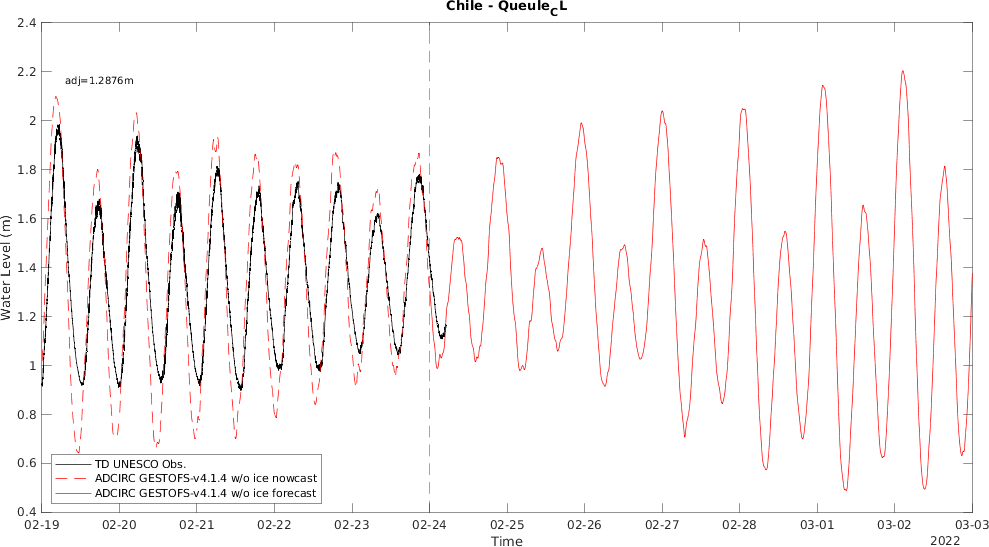 Chile - Queule_CL
2.4
2.2
2
1.8
1.6
1.4
1.2
1
0.8
0.6
0.4
Water Level (m)
adj=1.2876m
TD UNESCO Obs.
ADCIRC GESTOFS-v4.1.4 w/o ice nowcast
ADCIRC GESTOFS-v4.1.4 w/o ice forecast
02-19 02-20 02-21 02-22 02-23 02-24 02-25 02-26 02-27 02-28 03-01 03-02 03-03
Time
2022